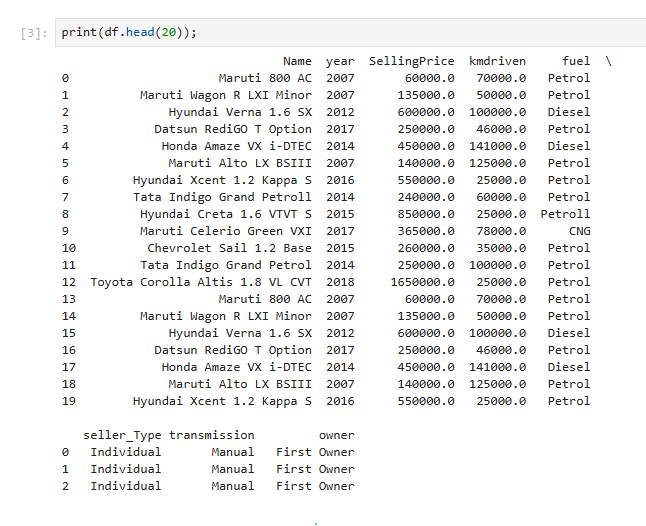 [3]: print(df.head(20));
Name year SellingPrice kmdriven fuel \
0 Maruti 800 AC 2007 60000.0 70000.0 Petrol
1 Maruti Wagon R LXI Minor 2007 135000.0 50000.0 Petrol
2 Hyundai Verna 1.6 SX 2012 600000.0 100000.0 Diesel
3 Datsun RediGO T Option 2017 250000.0 46000.0 Petrol
4 Honda Amaze VX i-DTEC 2014 450000.0 141000.0 Diesel
5 Maruti Alto LX BSIII 2007 140000.0 125000.0 Petrol
6 Hyundai Xcent 1.2 Kappa S 2016 550000.0 25000.0 Petrol
7 Tata Indigo Grand Petroll 2014 240000.0 60000.0 Petrol
8 Hyundai Creta 1.6 VTVT S 2015 850000.0 25000.0 Petroll
9 Maruti Celerio Green VXI 2017 365000.0 78000.0 CNG
10 Chevrolet Sail 1.2 Base 2015 260000.0 35000.0 Petrol
11 Tata Indigo Grand Petrol 2014 250000.0 100000.0 Petrol
12 Toyota Corolla Altis 1.8 VL CVT 2018 1650000.0 25000.0 Petrol
13 Maruti 800 AC 2007 60000.0 70000.0 Petrol
14 Maruti Wagon R LXI Minor 2007 135000.0 50000.0 Petrol
15 Hyundai Verna 1.6 SX 2012 600000.0 100000.0 Diesel
16 Datsun RediGO T Option 2017 250000.0 46000.0 Petrol
17 Honda Amaze VX i-DTEC 2014 450000.0 141000.0 Diesel
18 Maruti Alto LX BSIII 2007 140000.0 125000.0 Petrol
19 Hyundai Xcent 1.2 Kappa S 2016 550000.0 25000.0 Petrol
seller_Type transmission owner
0 Individual Manual First Owner
1 Individual Manual First Owner
2 Individual Manual First Owner